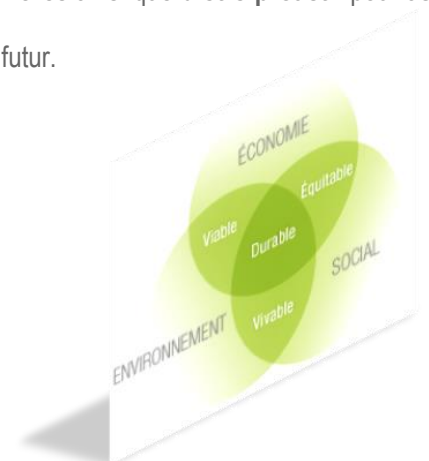 futur.
ÉCONOMIE
Équitable
Viable
Durable
SOCIAL
Vivable
ENVIRONNEMENT